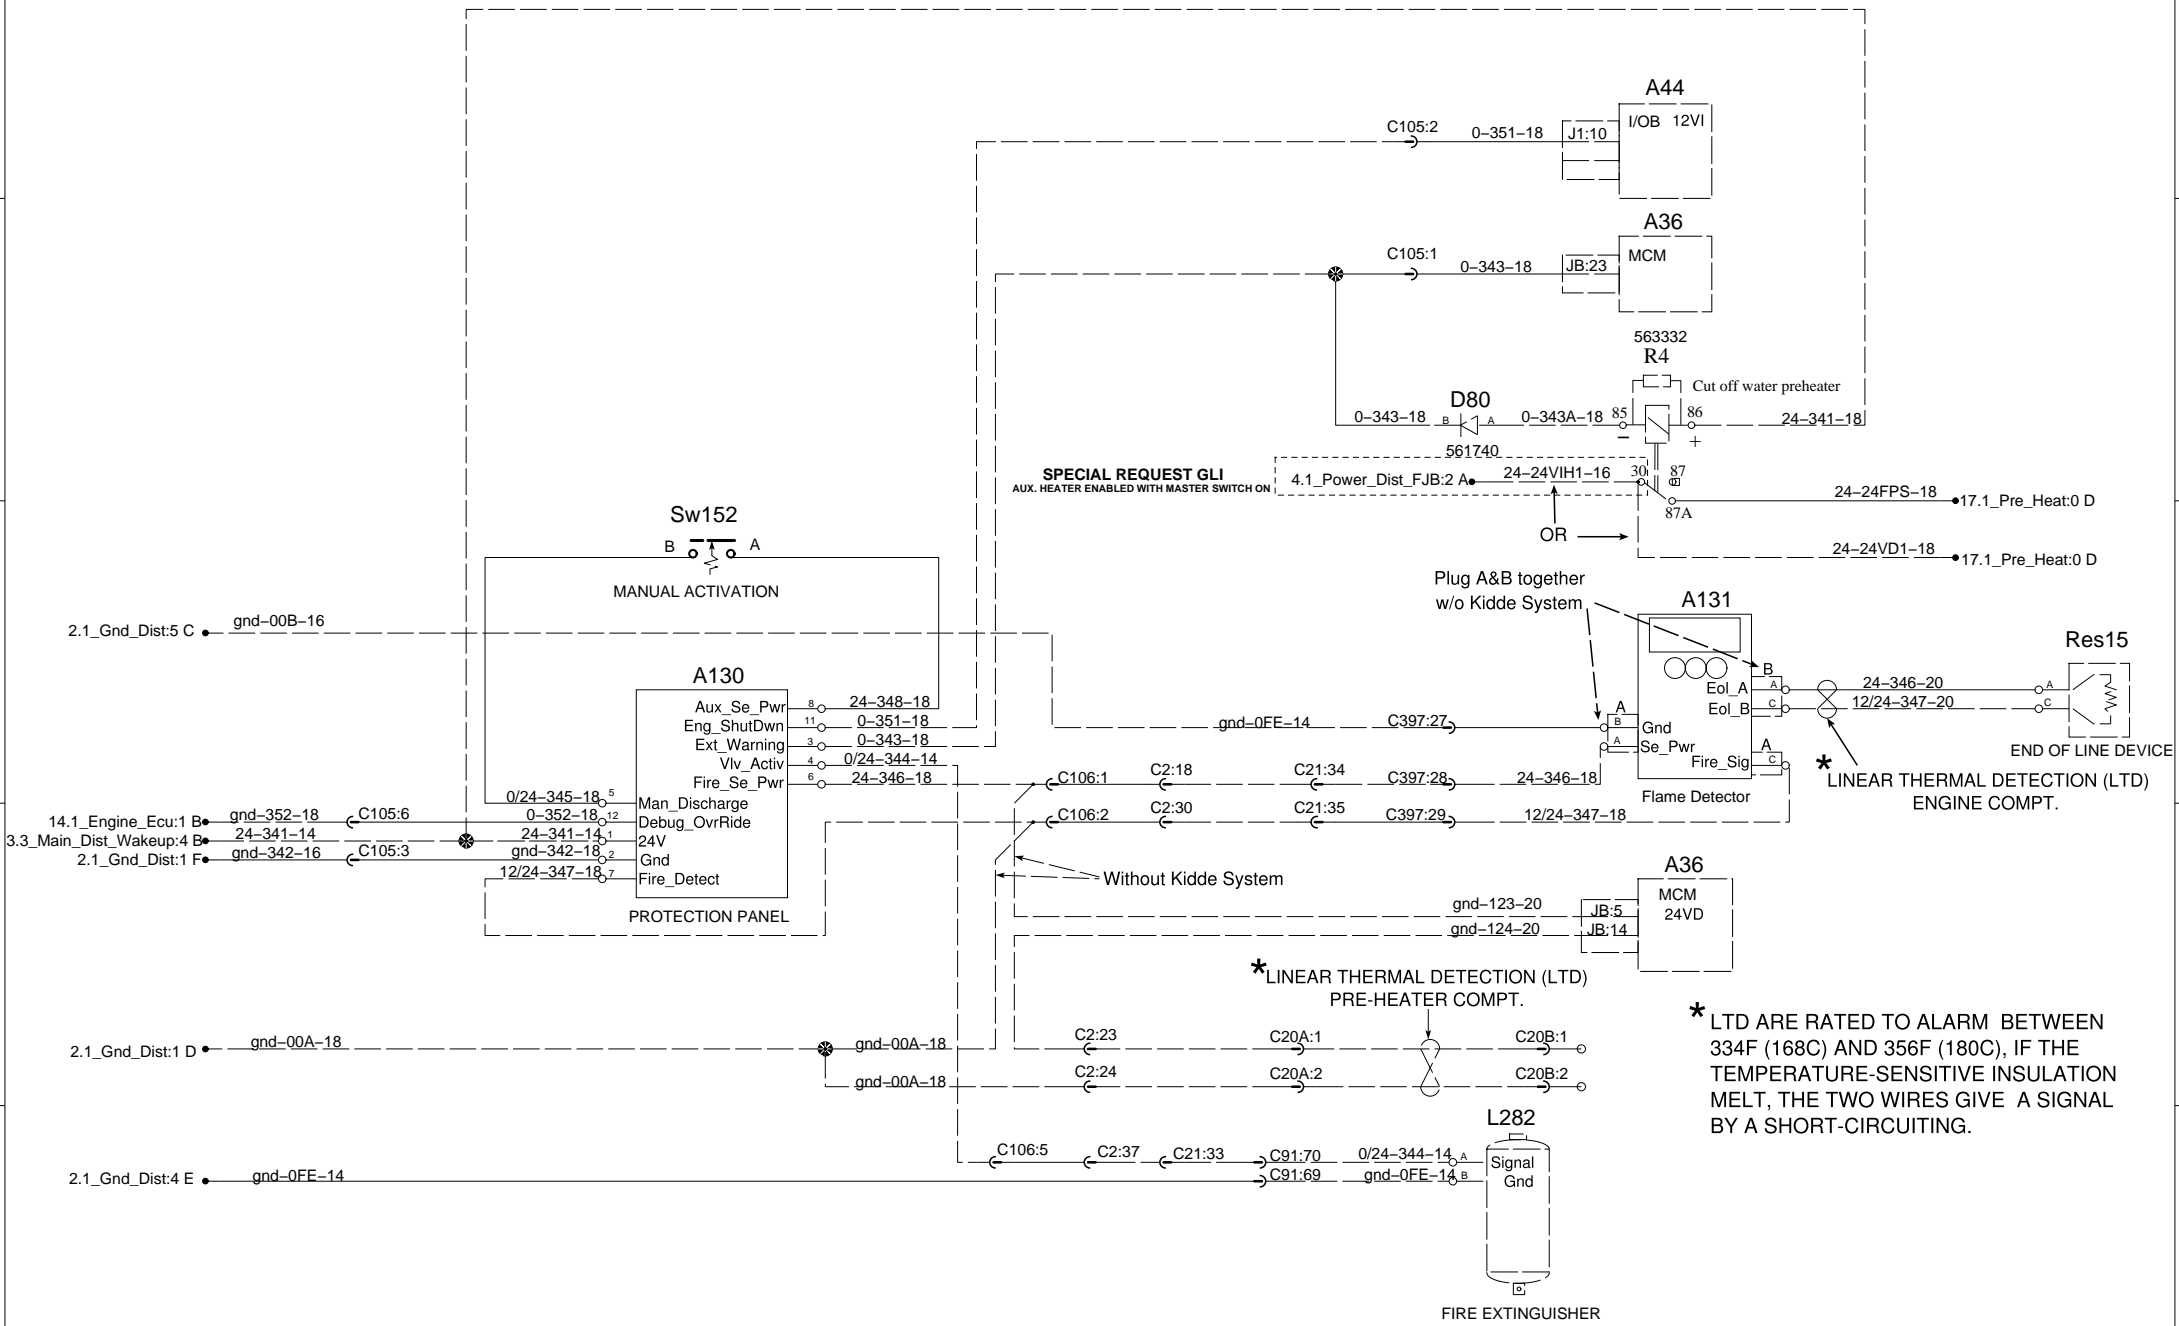 A44
I/OB 12VI
C105:2
0–351–18
J1:10
A36
MCM
C105:1
0–343–18
JB:23
563332
R4
Cut off water preheater
D80
0–343–18
B
A
0–343A–18
85
86
24–341–18
–
+
561740
SPECIAL REQUEST GLI
AUX. HEATER ENABLED WITH MASTER SWITCH ON
4.1_Power_Dist_FJB:2 A
24–24VIH1–16
30
87
87A
24–24FPS–18
17.1_Pre_Heat:0 D
OR
24–24VD1–18
17.1_Pre_Heat:0 D
Sw152
B
A
MANUAL ACTIVATION
Plug A&B together
w/o Kidde System
2.1_Gnd_Dist:5 C
gnd–00B–16
A130
Aux_Se_Pwr
8
24–348–18
Eng_ShutDwn
11
0–351–18
Ext_Warning
3
0–343–18
Vlv_Activ
4
0/24–344–14
Fire_Se_Pwr
6
24–346–18
0/24–345–18
5
Man_Discharge
14.1_Engine_Ecu:1 B
gnd–352–18
C105:6
0–352–18
12
Debug_OvrRide
3.3_Main_Dist_Wakeup:4 B
24–341–14
24–341–14
1
24V
2.1_Gnd_Dist:1 F
gnd–342–16
C105:3
gnd–342–18
2
Gnd
12/24–347–18
7
Fire_Detect
PROTECTION PANEL
gnd–0FE–14
C397:27
C106:1
C2:18
C21:34
C397:28
24–346–18
C106:2
C2:30
C21:35
C397:29
12/24–347–18
A131
A
B
Gnd
A
Se_Pwr
B
Eol_A
A
Eol_B
C
A
Fire_Sig
C
Flame Detector
24–346–20
12/24–347–20
Res15
A
C
END OF LINE DEVICE
*
LINEAR THERMAL DETECTION (LTD)
ENGINE COMPT.
Without Kidde System
A36
MCM
24VD
gnd–123–20
JB:5
gnd–124–20
JB:14
*
LINEAR THERMAL DETECTION (LTD)
PRE-HEATER COMPT.
2.1_Gnd_Dist:1 D
gnd–00A–18
gnd–00A–18
C2:23
C20A:1
C20B:1
gnd–00A–18
C2:24
C20A:2
C20B:2
*
LTD ARE RATED TO ALARM BETWEEN
334F (168C) AND 356F (180C), IF THE
TEMPERATURE-SENSITIVE INSULATION
MELT, THE TWO WIRES GIVE A SIGNAL
BY A SHORT-CIRCUITING.
L282
C106:5
C2:37
C21:33
C91:70
0/24–344–14
A
Signal
2.1_Gnd_Dist:4 E
gnd–0FE–14
C91:69
gnd–0FE–14
B
Gnd
FIRE EXTINGUISHER